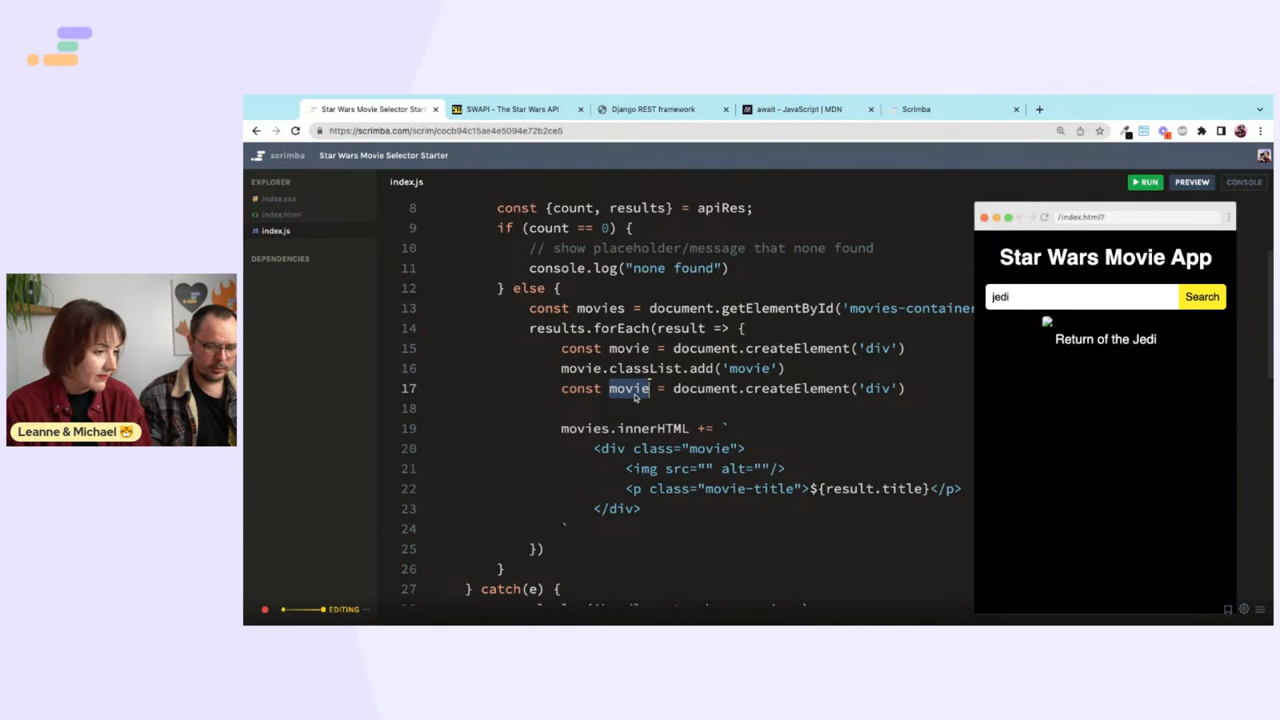 Star Wars Movie Selector Start
SWAPI - The Star Wars API
Django REST framework
await - JavaScript | MDN
Scrimba
https://scrimba.com/scrim/cocb94c15ae4e5094e72b2ce5
scrimba
Star Wars Movie Selector Starter
EXPLORER
index.css
index.html
index.js
DEPENDENCIES
index.js
RUN
PREVIEW
CONSOLE
8 const {count, results} = apiRes;
9 if (count == 0) {
10 // show placeholder/message that none found
11 console.log("none found")
12 } else {
13 const movies = document.getElementById('movies-container
14 results.forEach(result => {
15 const movie = document.createElement('div')
16 movie.classList.add('movie')
17 const movie = document.createElement('div')
18
19 movies.innerHTML += `
20 <div class="movie">
21 <img src="" alt=""/>
22 <p class="movie-title">${result.title}</p>
23 </div>
24 `
25 })
26 }
27 } catch(e) {
EDITING
/index.html?
Star Wars Movie App
jedi
Search
Return of the Jedi
Leanne & Michael